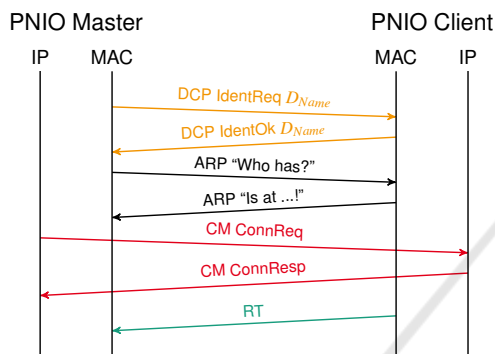 PNIO Master PNIO Client
IP MAC MAC IP
DCP IdentReq D_Name
DCP IdentOk D_Name
ARP “Who has?”
ARP “Is at ...!”
CM ConnReq
CM ConnResp
RT